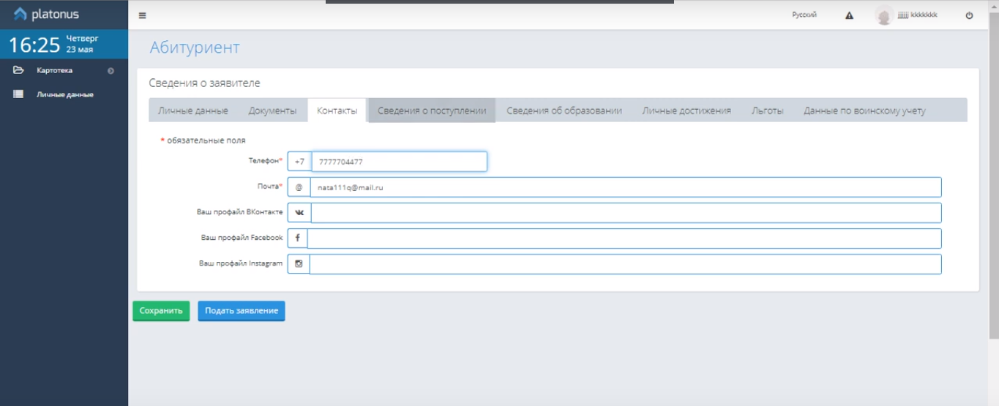 platonus
Русский
jjjjj kkkkkkk
16:25
Четверг
23 мая
Картотека
Личные данные
Абитуриент
Сведения о заявителе
Личные данные Документы Контакты Сведения о поступлении Сведения об образовании Личные достижения Льготы Данные по воинскому учету
* обязательные поля
Телефон* +7 7777704477
Почта* @ nata111q@mail.ru
Ваш профайл ВКонтакте
Ваш профайл Facebook
Ваш профайл Instagram
Сохранить Подать заявление